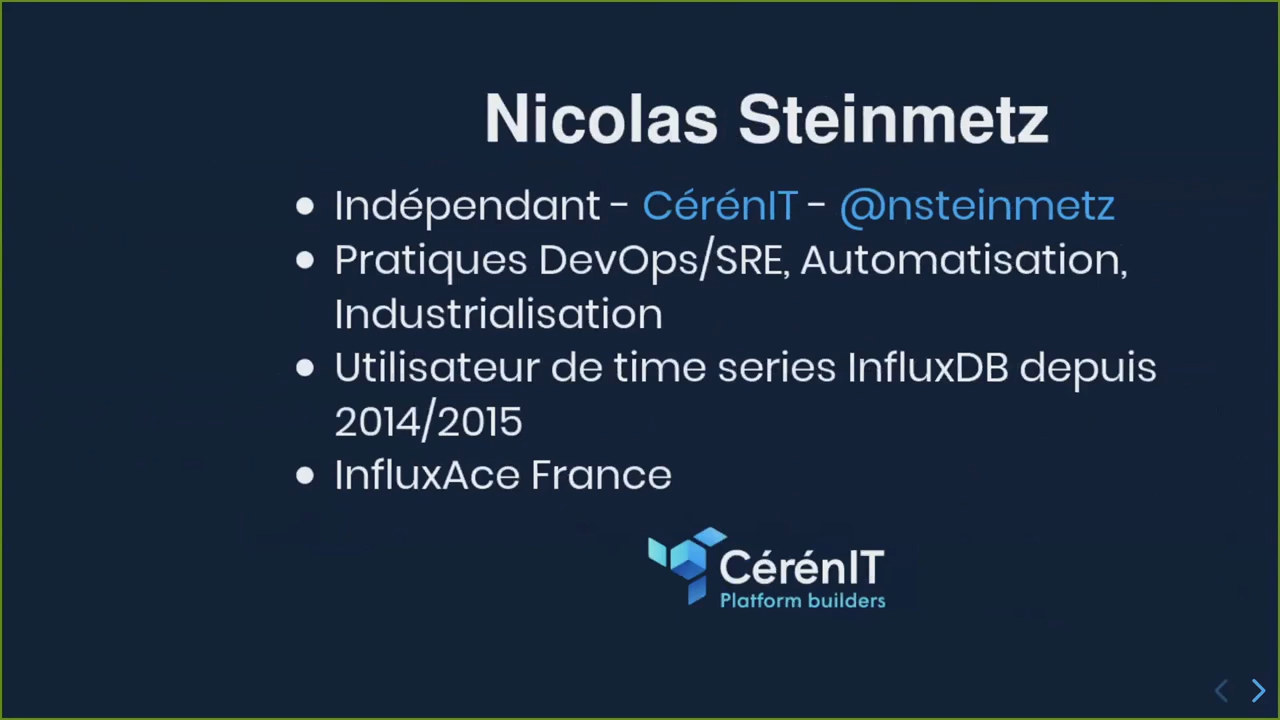 Nicolas Steinmetz
• Indépendant - CérénIT - @nsteinmetz
• Pratiques DevOps/SRE, Automatisation,
Industrialisation
• Utilisateur de time series InfluxDB depuis
2014/2015
• InfluxAce France
CérénIT
Platform builders